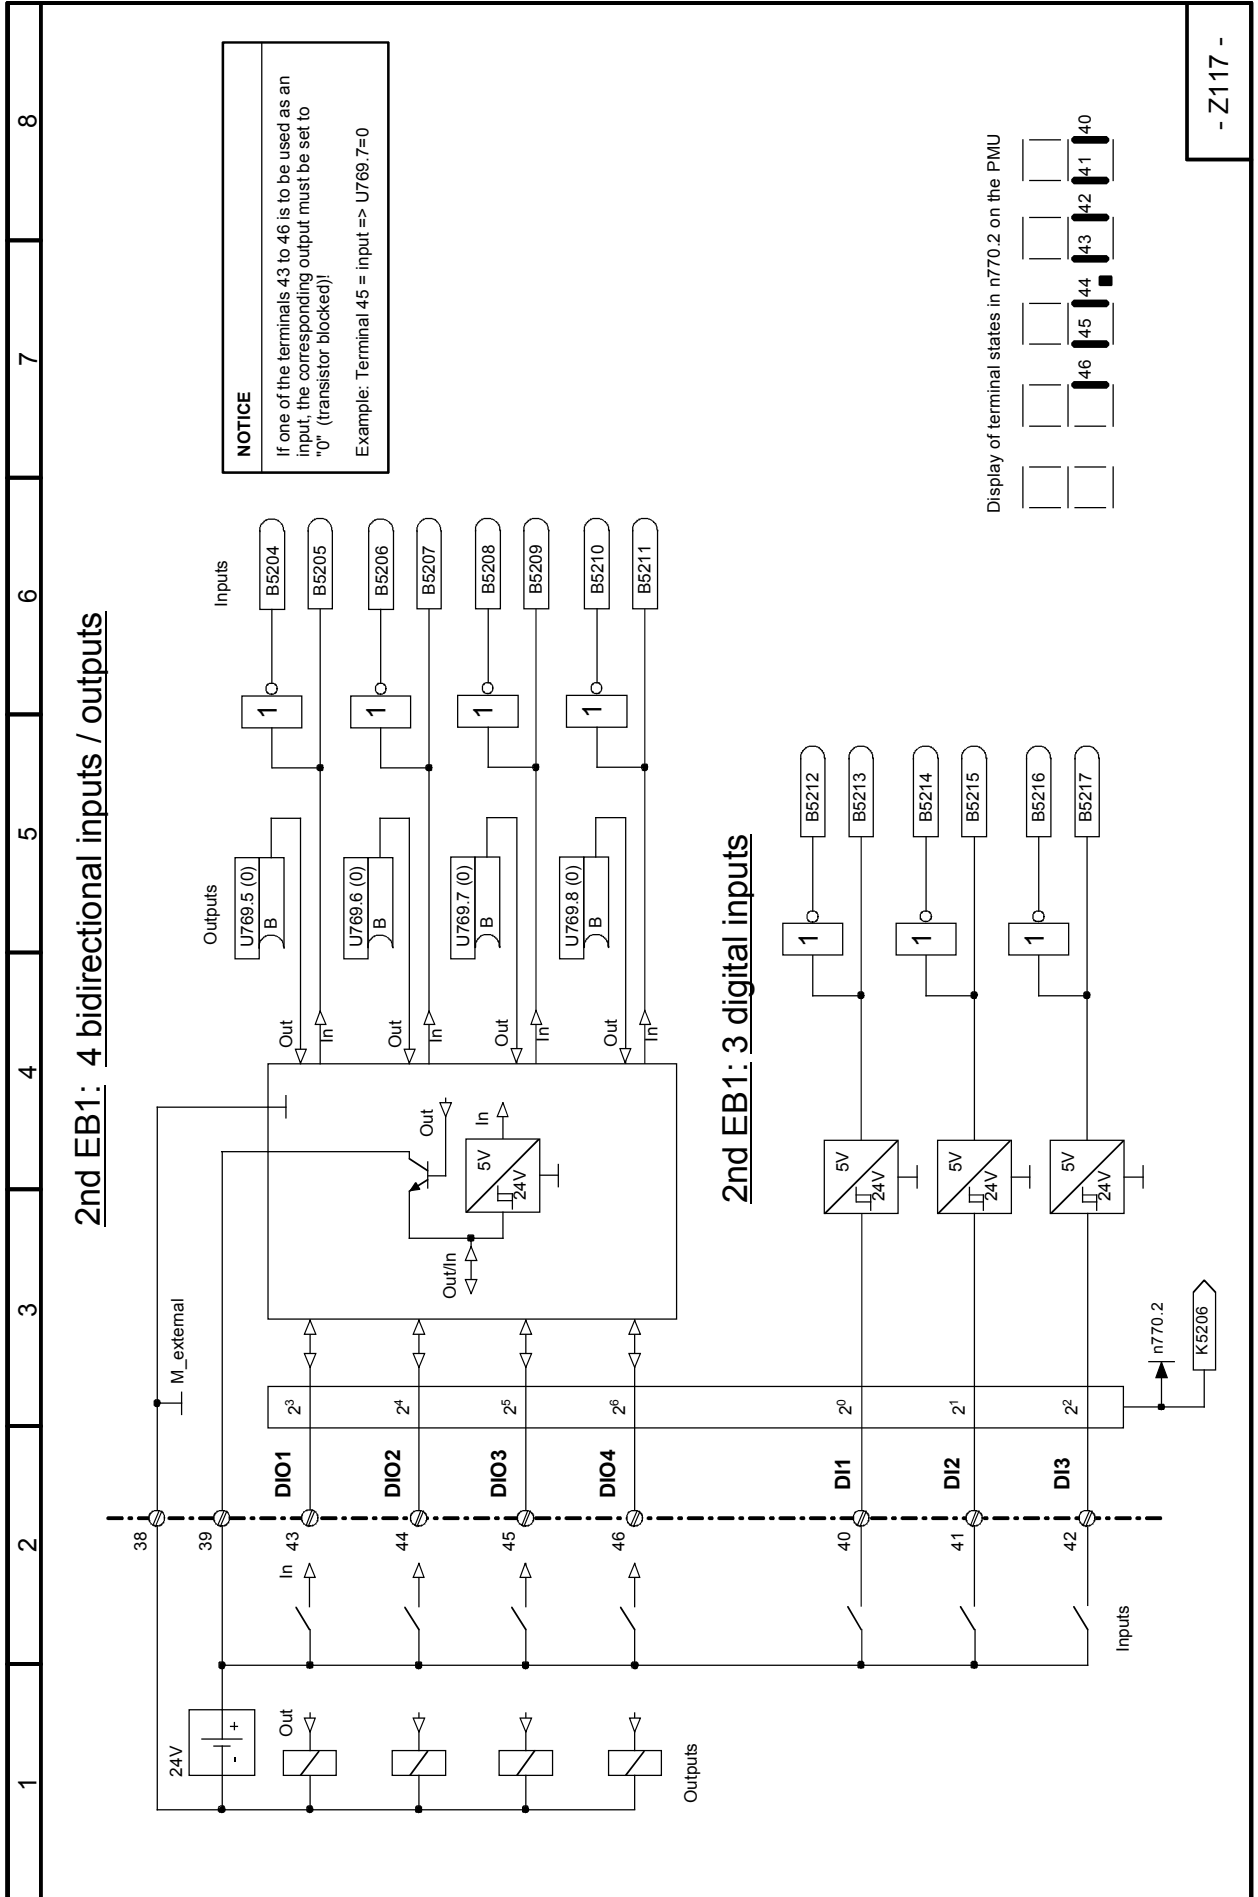 1 2 3 4 5 6 7 8
2nd EB1: 4 bidirectional inputs / outputs
NOTICE
If one of the terminals 43 to 46 is to be used as an
input, the corresponding output must be set to
"0" (transistor blocked)!
Example: Terminal 45 = input => U769.7=0
38
M_external
24V
- +
39
Outputs
Inputs
Out
In
43
DIO1
2³
Out
In
U769.5 (0)
B
1
B5204
B5205
44
DIO2
2⁴
Out
In
U769.6 (0)
B
1
B5206
B5207
45
DIO3
2⁵
Out
In
U769.7 (0)
B
1
B5208
B5209
46
DIO4
2⁶
Out
In
U769.8 (0)
B
1
B5210
B5211
Out/In
Out
In
5V
24V
Outputs
2nd EB1: 3 digital inputs
40
DI1
2⁰
5V
24V
1
B5212
B5213
41
DI2
2¹
5V
24V
1
B5214
B5215
42
DI3
2²
5V
24V
1
B5216
B5217
Inputs
n770.2
K5206
Display of terminal states in n770.2 on the PMU
46 45 44 43 42 41 40
- Z117 -